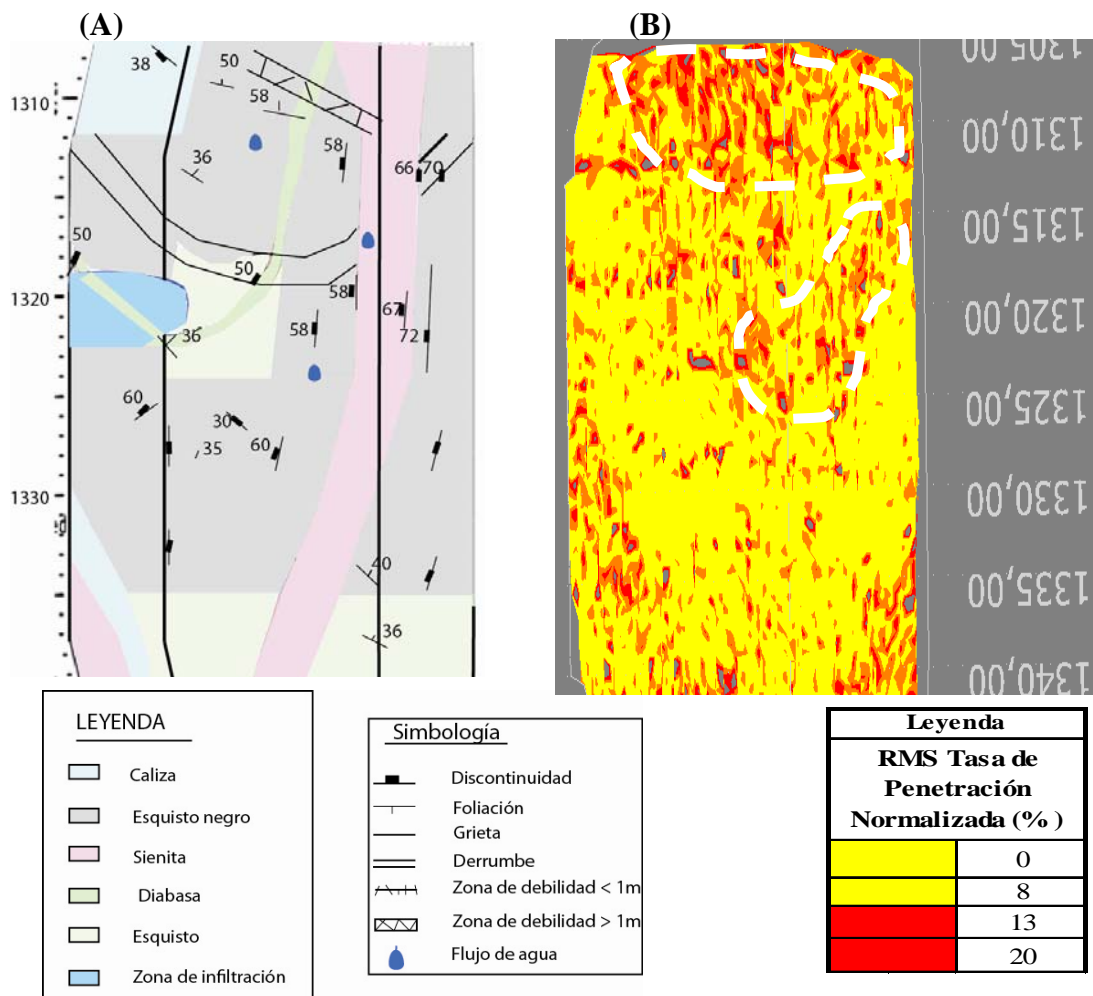 (A)
(B)
38
50
58
1310
58
36
66
70
50
50
1320
58
67
58
36
72
60
30
35
60
1330
40
36
1305,00
1310,00
1315,00
1320,00
1325,00
1330,00
1335,00
1340,00
LEYENDA
Caliza
Esquisto negro
Sienita
Diabasa
Esquisto
Zona de infiltración
Simbología
Discontinuidad
Foliación
Grieta
Derrumbe
Zona de debilidad < 1m
Zona de debilidad > 1m
Flujo de agua
Leyenda
RMS Tasa de
Penetración
Normalizada (% )
0
8
13
20